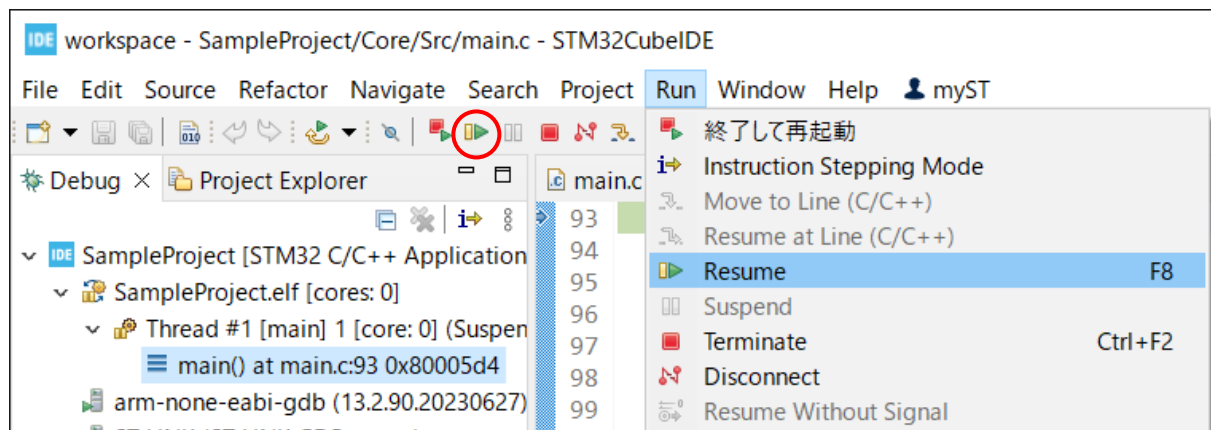 IDE workspace - SampleProject/Core/Src/main.c - STM32CubeIDE
File Edit Source Refactor Navigate Search Project Run Window Help myST
010
終了して再起動
Debug Project Explorer
main.c
Instruction Stepping Mode
Move to Line (C/C++)
93
Resume at Line (C/C++)
94
IDE SampleProject [STM32 C/C++ Application
95
Resume F8
SampleProject.elf [cores: 0]
96
Suspend
Thread #1 [main] 1 [core: 0] (Suspen
97
Terminate Ctrl+F2
main() at main.c:93 0x80005d4
98
Disconnect
arm-none-eabi-gdb (13.2.90.20230627)
99
Resume Without Signal